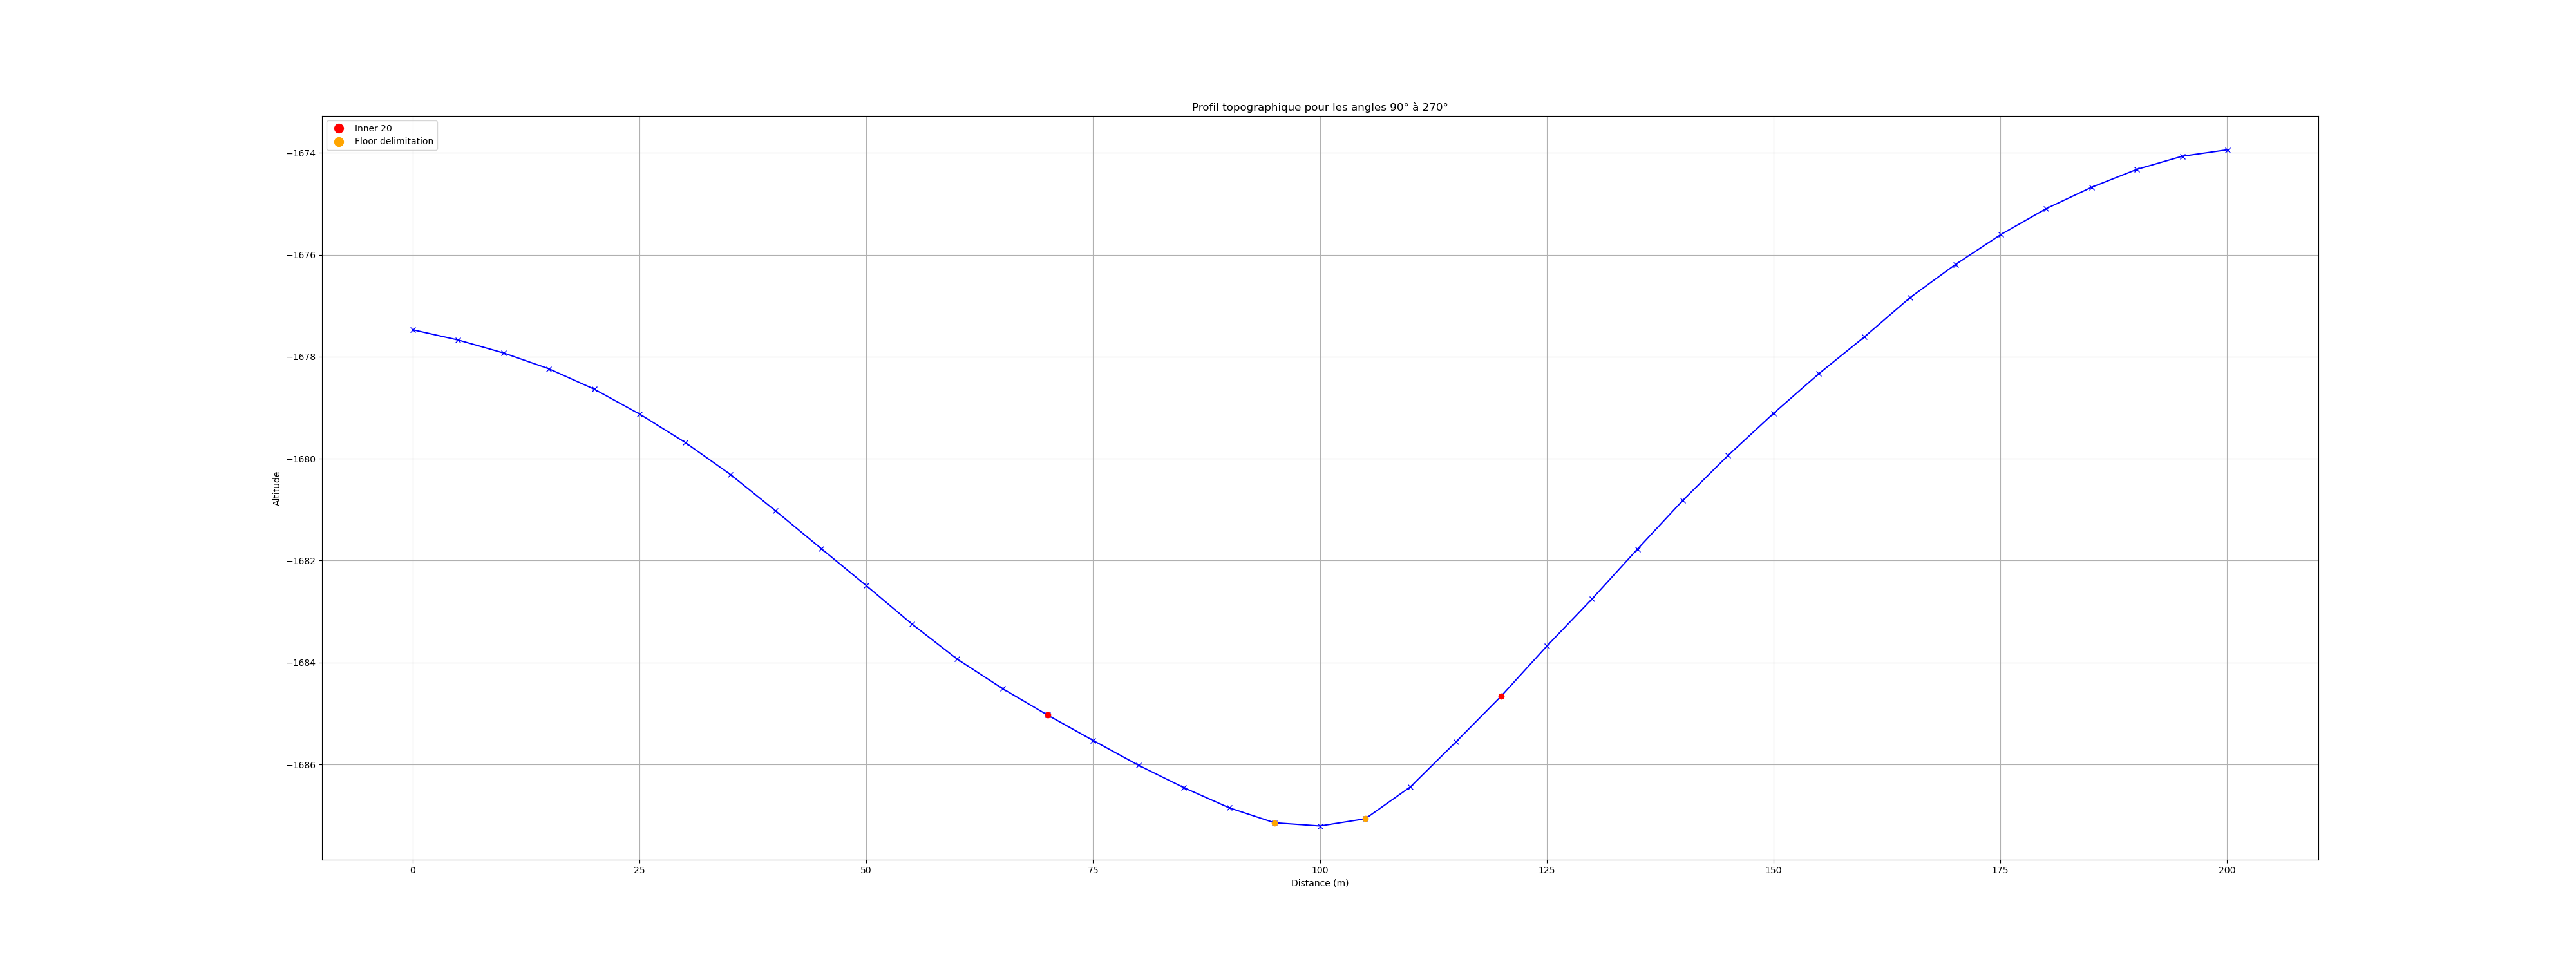 Profil topographique pour les angles 90° à 270°
Inner 20
Floor delimitation
−1674
−1676
−1678
−1680
−1682
−1684
−1686
Altitude
0 25 50 75 100 125 150 175 200
Distance (m)